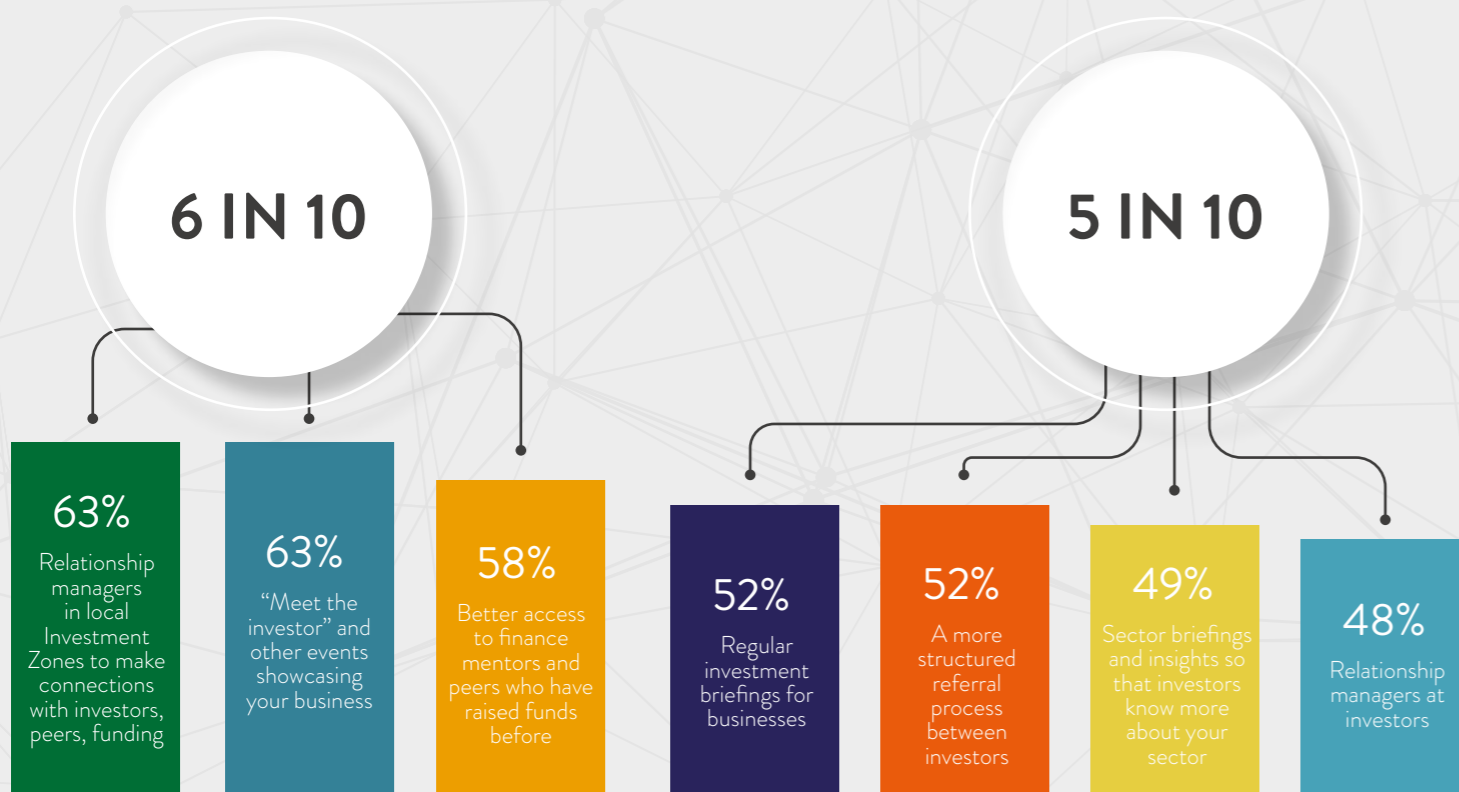 6 IN 10
5 IN 10
63%
Relationship
managers
in local
Investment
Zones to make
connections
with investors,
peers, funding
63%
“Meet the
investor” and
other events
showcasing
your business
58%
Better access
to finance
mentors and
peers who have
raised funds
before
52%
Regular
investment
briefings for
businesses
52%
A more
structured
referral
process
between
investors
49%
Sector briefings
and insights so
that investors
know more
about your
sector
48%
Relationship
managers at
investors